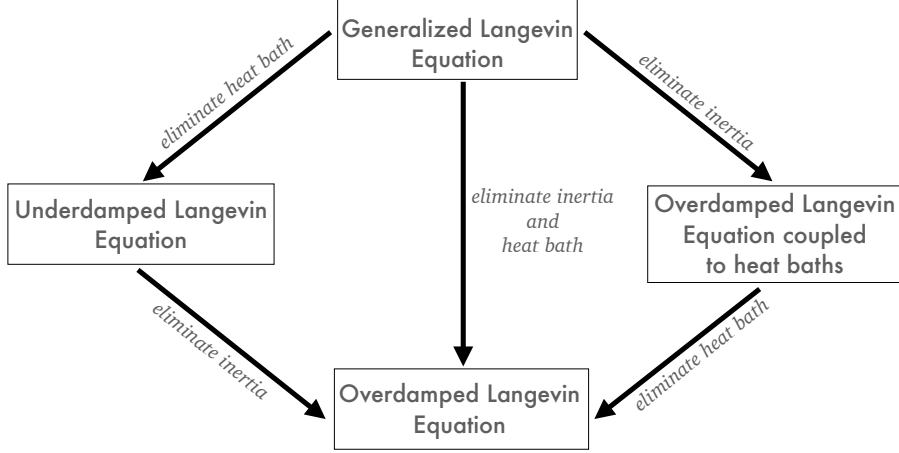 Generalized Langevin
Equation
eliminate heat bath
eliminate inertia
Underdamped Langevin
Equation
eliminate inertia
and
heat bath
Overdamped Langevin
Equation coupled
to heat baths
eliminate inertia
eliminate heat bath
Overdamped Langevin
Equation